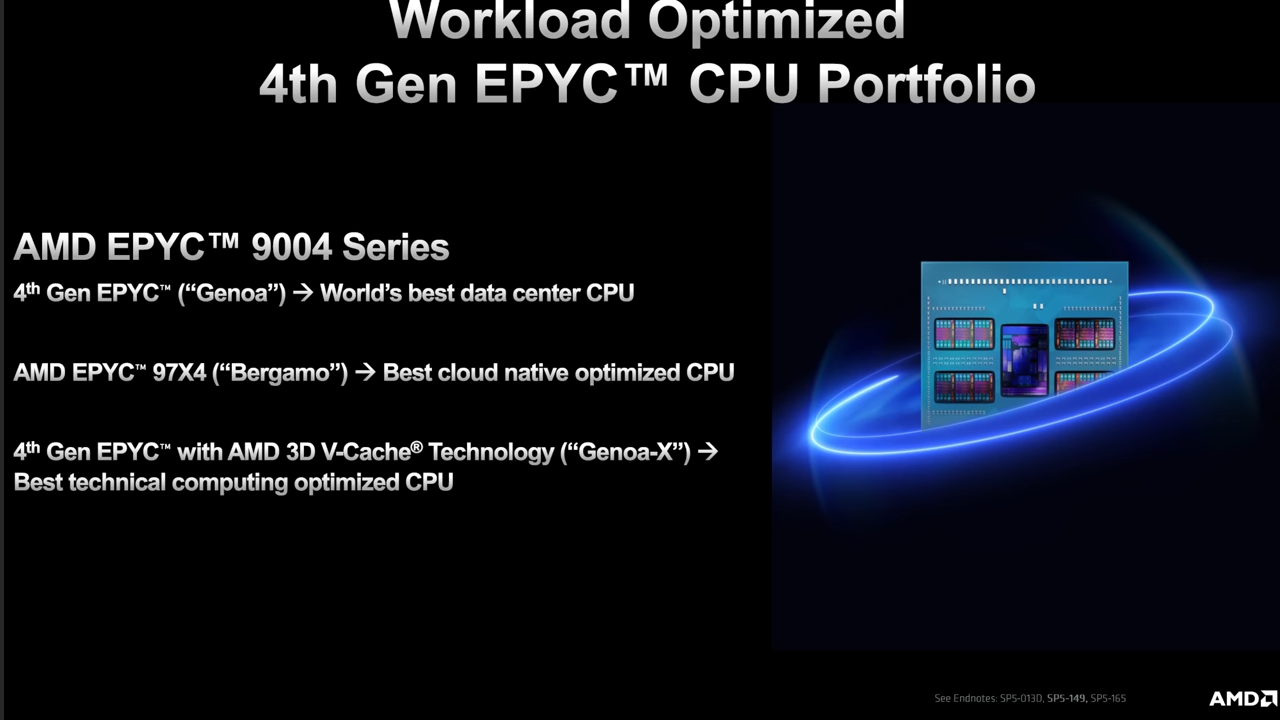 Workload Optimized
4th Gen EPYC™ CPU Portfolio
AMD EPYC™ 9004 Series
4th Gen EPYC™ (“Genoa”) → World’s best data center CPU
AMD EPYC™ 97X4 (“Bergamo”) → Best cloud native optimized CPU
4th Gen EPYC™ with AMD 3D V-Cache® Technology (“Genoa-X”) →
Best technical computing optimized CPU
See Endnotes: SP5-013D, SP5-149, SP5-165
AMD